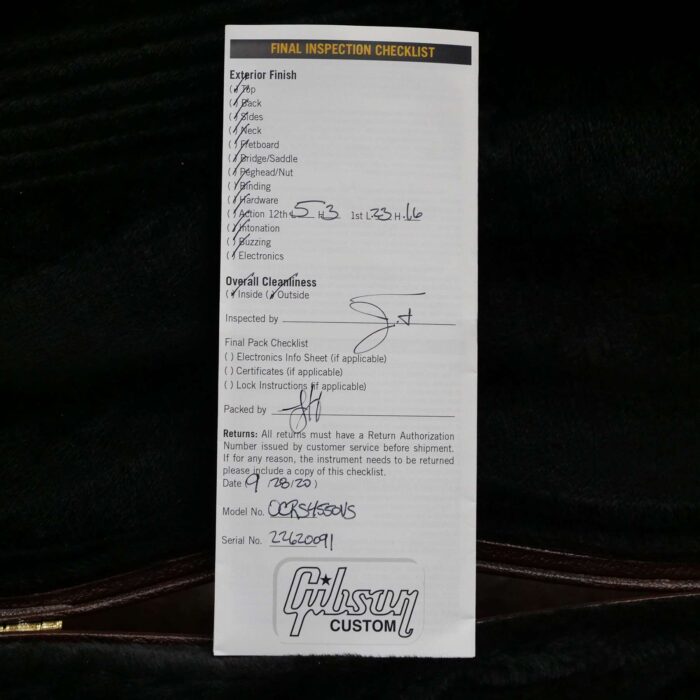 FINAL INSPECTION CHECKLIST
Exterior Finish
(✓) Top
(✓) Back
(✓) Sides
(✓) Neck
(✓) Fretboard
(✓) Bridge/Saddle
(✓) Peghead/Nut
(✓) Binding
(✓) Hardware
(✓) Action 12th L 5 H 3 1st L .23 H .16
(✓) Intonation
(✓) Buzzing
(✓) Electronics
Overall Cleanliness
(✓) Inside (✓) Outside
Inspected by
Final Pack Checklist
( ) Electronics Info Sheet (if applicable)
( ) Certificates (if applicable)
( ) Lock Instructions (if applicable)
Packed by
Returns: All returns must have a Return Authorization
Number issued by customer service before shipment.
If for any reason, the instrument needs to be returned
please include a copy of this checklist.
Date (9 /28/20)
Model No. OCRS4550VS
Serial No. 22620091
Gibson
CUSTOM